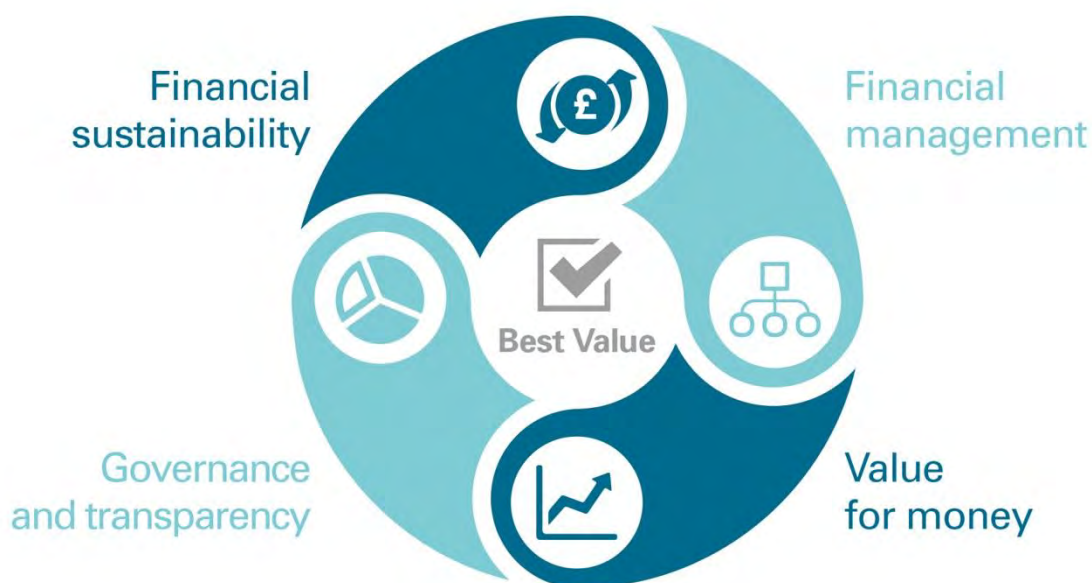 Financial
sustainability
Financial
management
£
Best Value
Governance
and transparency
Value
for money